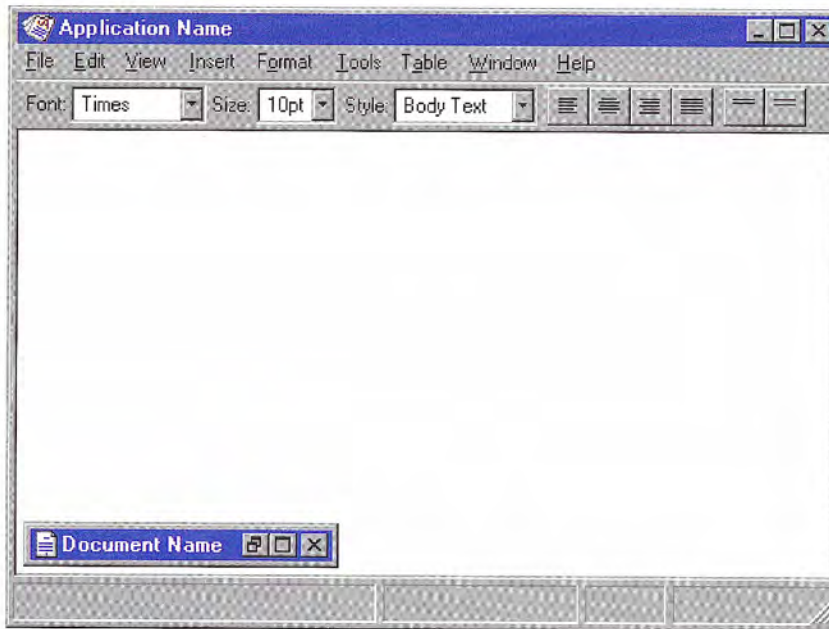 Application Name
File Edit View Insert Format Tools Table Window Help
Font: Times Size: 10pt Style: Body Text
Document Name